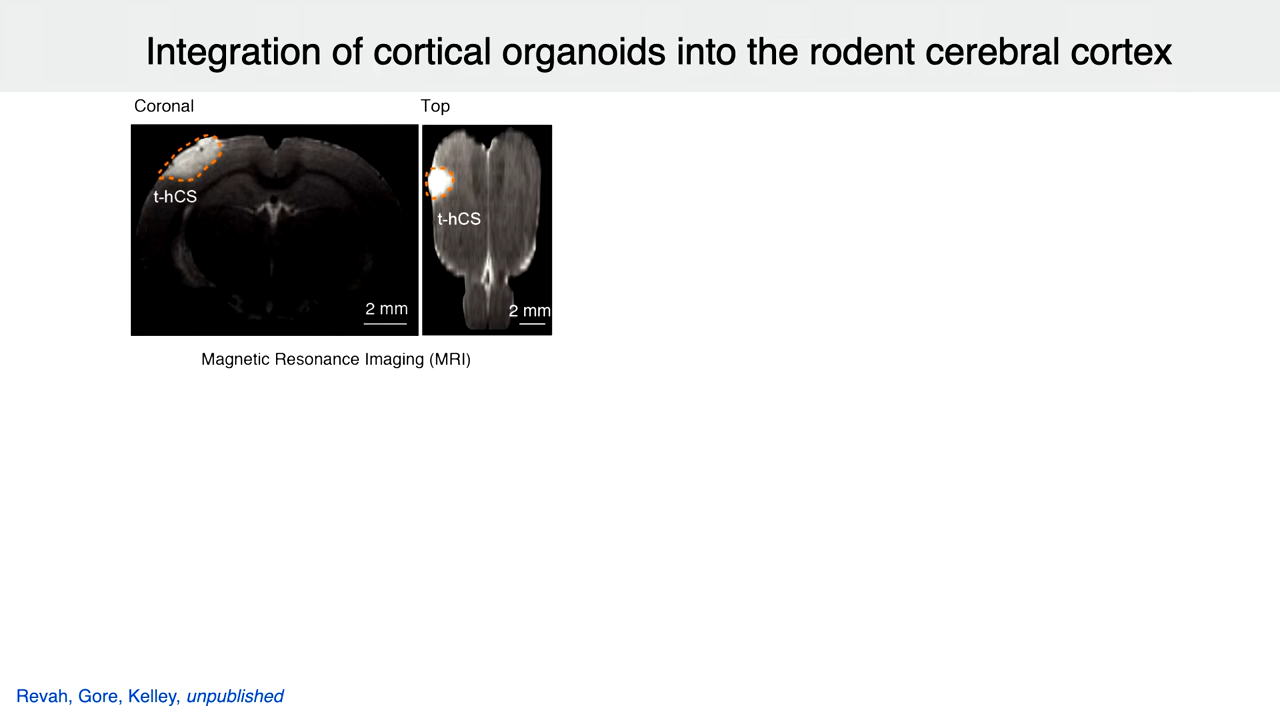 Integration of cortical organoids into the rodent cerebral cortex
Coronal
Top
t-hCS
t-hCS
2 mm
2 mm
Magnetic Resonance Imaging (MRI)
Revah, Gore, Kelley, unpublished